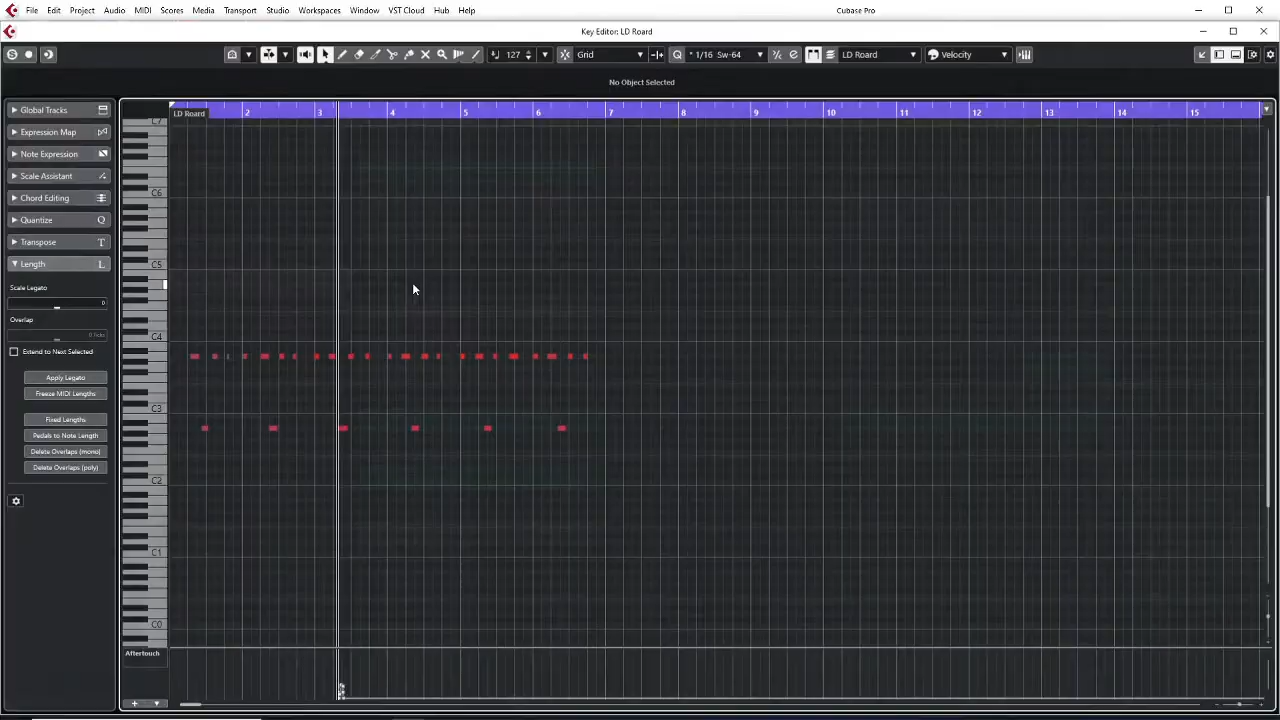 File Edit Project Audio MIDI Scores Media Transport Studio Workspaces Window VST Cloud Hub Help Cubase Pro
Key Editor: LD Roard
127 Grid * 1/16 Sw-64 LD Roard Velocity
No Object Selected
Global Tracks
Expression Map
Note Expression
Scale Assistant
Chord Editing
Quantize Q
Transpose T
Length L
Scale Legato
0
Overlap
0 Ticks
Extend to Next Selected
Apply Legato
Freeze MIDI Lengths
Fixed Lengths
Pedals to Note Length
Delete Overlaps (mono)
Delete Overlaps (poly)
LD Roard 2 3 4 5 6 7 8 9 10 11 12 13 14 15
C7
C6
C5
C4
C3
C2
C1
C0
Aftertouch